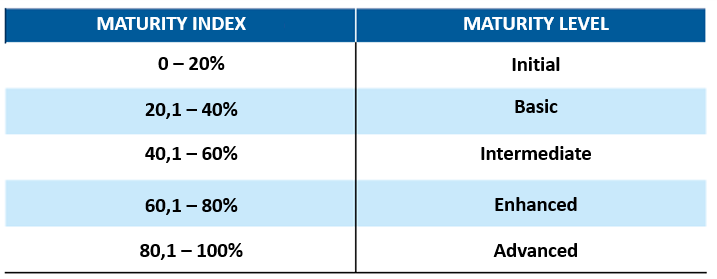 MATURITY INDEX MATURITY LEVEL
0 – 20% Initial
20,1 – 40% Basic
40,1 – 60% Intermediate
60,1 – 80% Enhanced
80,1 – 100% Advanced